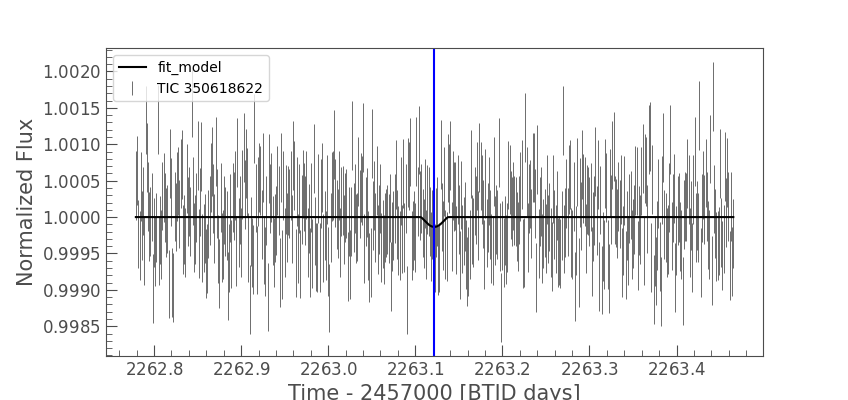 fit_model
TIC 350618622
1.0020
1.0015
1.0010
1.0005
1.0000
0.9995
0.9990
0.9985
Normalized Flux
2262.8 2262.9 2263.0 2263.1 2263.2 2263.3 2263.4
Time - 2457000 [BTJD days]